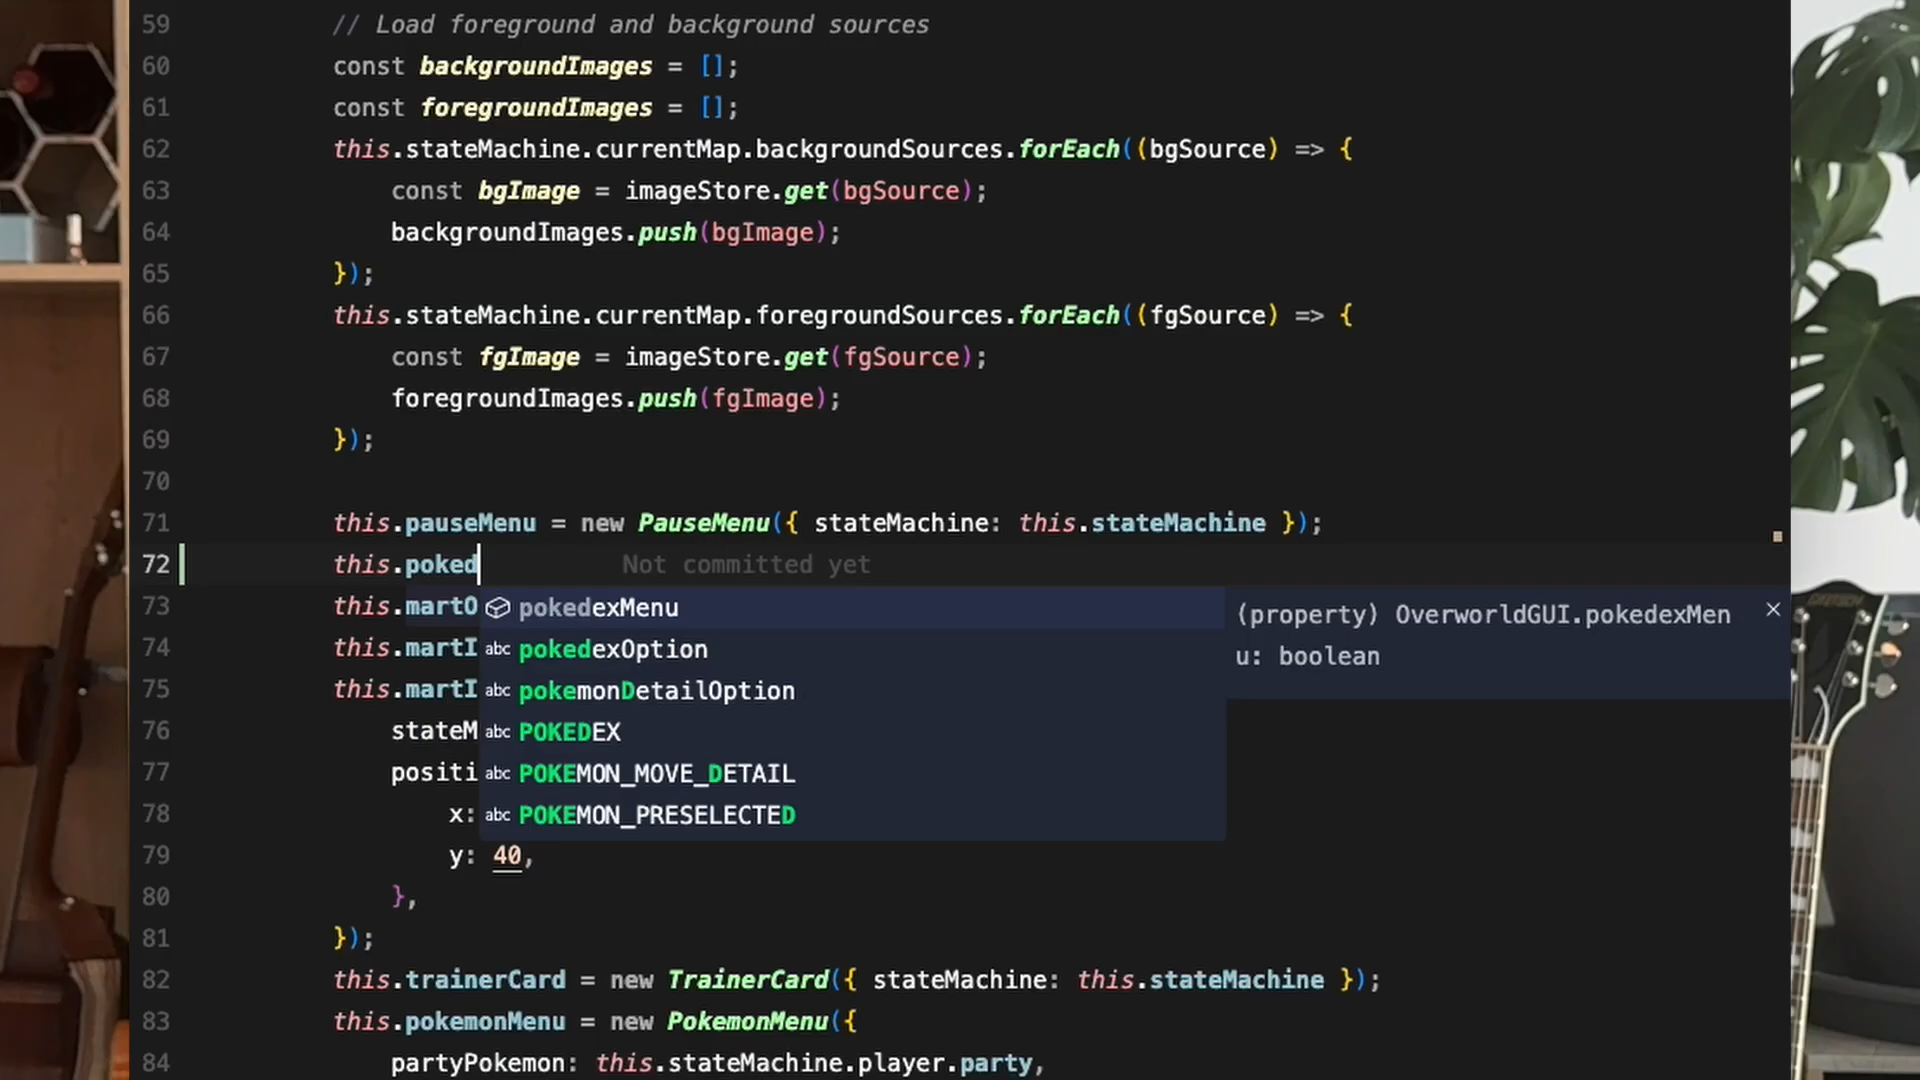 59 // Load foreground and background sources
60 const backgroundImages = [];
61 const foregroundImages = [];
62 this.stateMachine.currentMap.backgroundSources.forEach((bgSource) => {
63 const bgImage = imageStore.get(bgSource);
64 backgroundImages.push(bgImage);
65 });
66 this.stateMachine.currentMap.foregroundSources.forEach((fgSource) => {
67 const fgImage = imageStore.get(fgSource);
68 foregroundImages.push(fgImage);
69 });
70
71 this.pauseMenu = new PauseMenu({ stateMachine: this.stateMachine });
72 this.poked Not committed yet
73 this.martO
74 this.martI
75 this.martI
76 stateM
77 positi
78 x:
79 y: 40,
80 },
81 });
82 this.trainerCard = new TrainerCard({ stateMachine: this.stateMachine });
83 this.pokemonMenu = new PokemonMenu({
84 partyPokemon: this.stateMachine.player.party,
pokedexMenu
abc pokedexOption
abc pokemonDetailOption
abc POKEDEX
abc POKEMON_MOVE_DETAIL
abc POKEMON_PRESELECTED
(property) OverworldGUI.pokedexMen
u: boolean